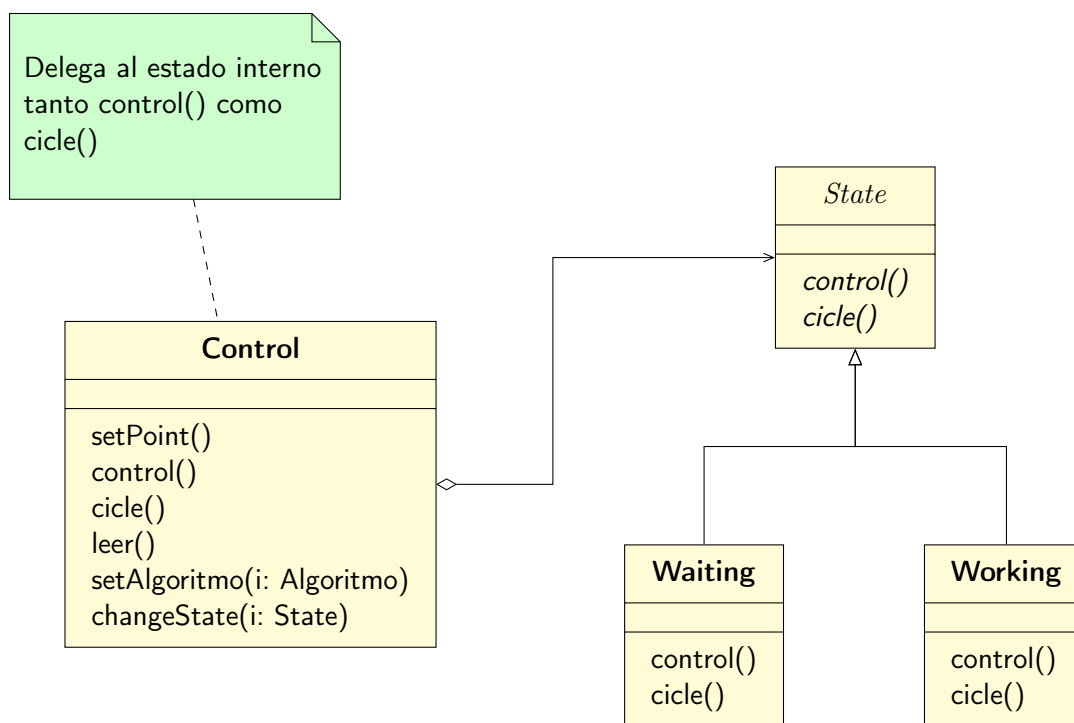 Delega al estado interno
tanto control() como
cicle()
State
control()
cicle()
Control
setPoint()
control()
cicle()
leer()
setAlgoritmo(i: Algoritmo)
changeState(i: State)
Waiting
control()
cicle()
Working
control()
cicle()